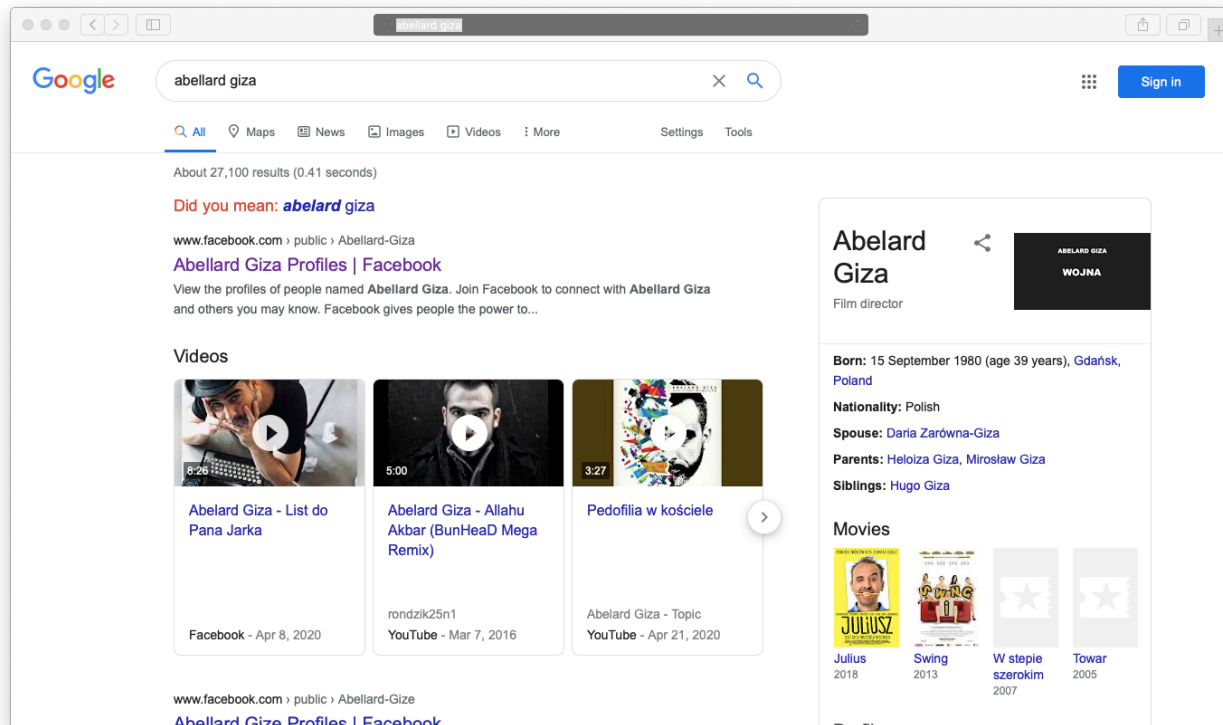 abellard giza
Google
abellard giza
Sign in
All
Maps
News
Images
Videos
More
Settings
Tools
About 27,100 results (0.41 seconds)
Did you mean: abelard giza
www.facebook.com › public › Abellard-Giza
Abellard Giza Profiles | Facebook
View the profiles of people named Abellard Giza. Join Facebook to connect with Abellard Giza
and others you may know. Facebook gives people the power to...
Videos
8:26
Abelard Giza - List do
Pana Jarka
Facebook - Apr 8, 2020
5:00
Abelard Giza - Allahu
Akbar (BunHeaD Mega
Remix)
rondzik25n1
YouTube - Mar 7, 2016
ABELARD GIZA
3:27
Pedofilia w kościele
Abelard Giza - Topic
YouTube - Apr 21, 2020
www.facebook.com › public › Abellard-Gize
Abellard Gize Profiles | Facebook
Abelard
Giza
Film director
ABELARD GIZA
WOJNA
Born: 15 September 1980 (age 39 years), Gdańsk,
Poland
Nationality: Polish
Spouse: Daria Zarówna-Giza
Parents: Heloiza Giza, Mirosław Giza
Siblings: Hugo Giza
Movies
JULIUSZ
SWING
Julius
2018
Swing
2013
W stepie
szerokim
2007
Towar
2005